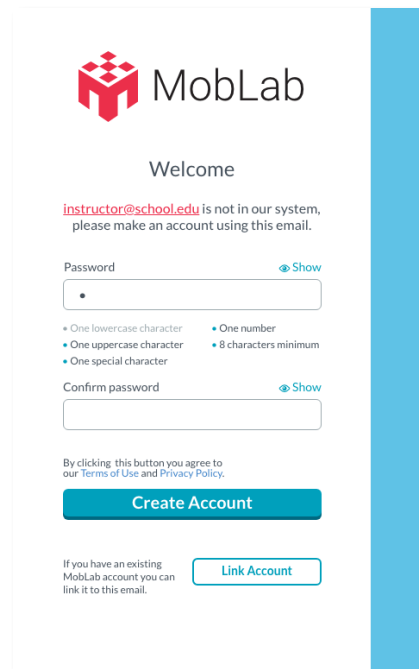 MobLab
Welcome
instructor@school.edu is not in our system,
please make an account using this email.
Password Show
• One lowercase character • One number
• One uppercase character • 8 characters minimum
• One special character
Confirm password Show
By clicking this button you agree to
our Terms of Use and Privacy Policy.
Create Account
If you have an existing
MobLab account you can
link it to this email.
Link Account